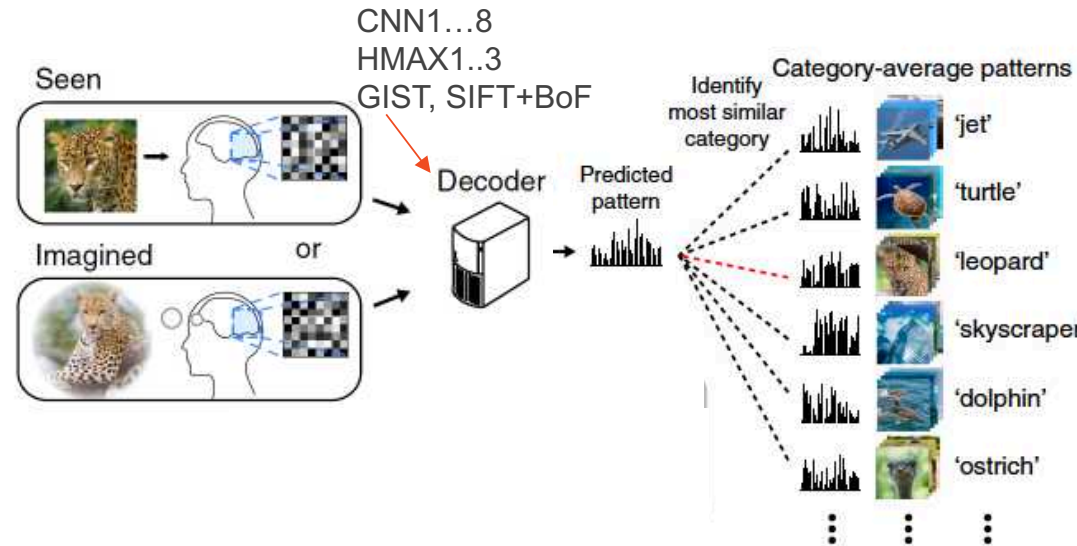 CNN1…8
HMAX1..3
GIST, SIFT+BoF
Seen
Imagined
or
Decoder
Predicted
pattern
Identify
most similar
category
Category-average patterns
‘jet’
‘turtle’
‘leopard’
‘skyscraper
‘dolphin’
‘ostrich’